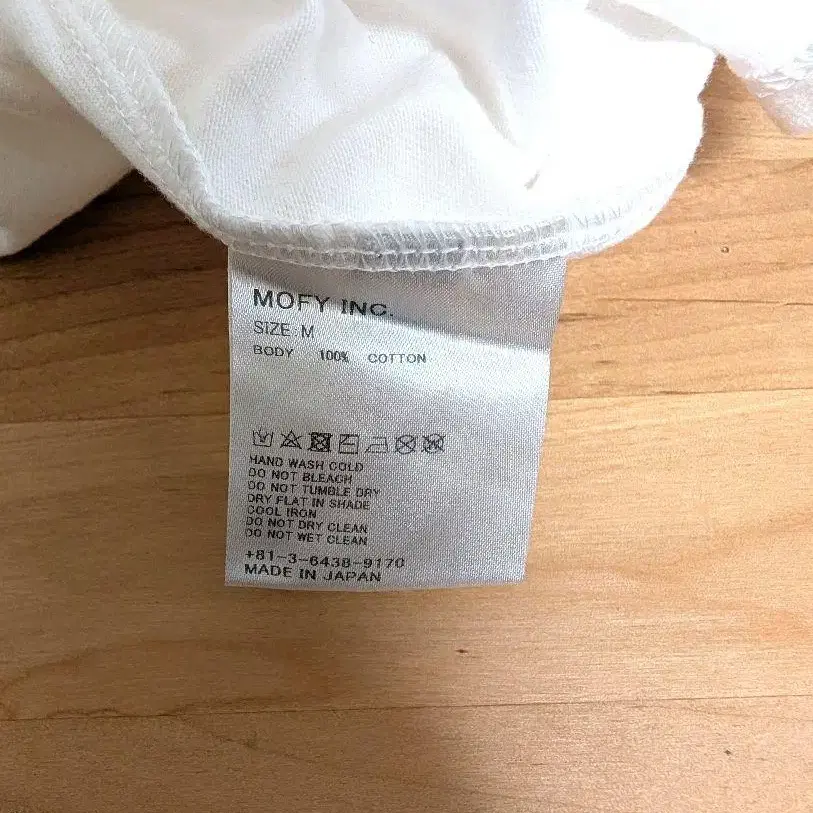 MOFY INC.
SIZE M
BODY 100% COTTON
HAND WASH COLD
DO NOT BLEACH
DO NOT TUMBLE DRY
DRY FLAT IN SHADE
COOL IRON
DO NOT DRY CLEAN
DO NOT WET CLEAN
+81-3-6438-9170
MADE IN JAPAN